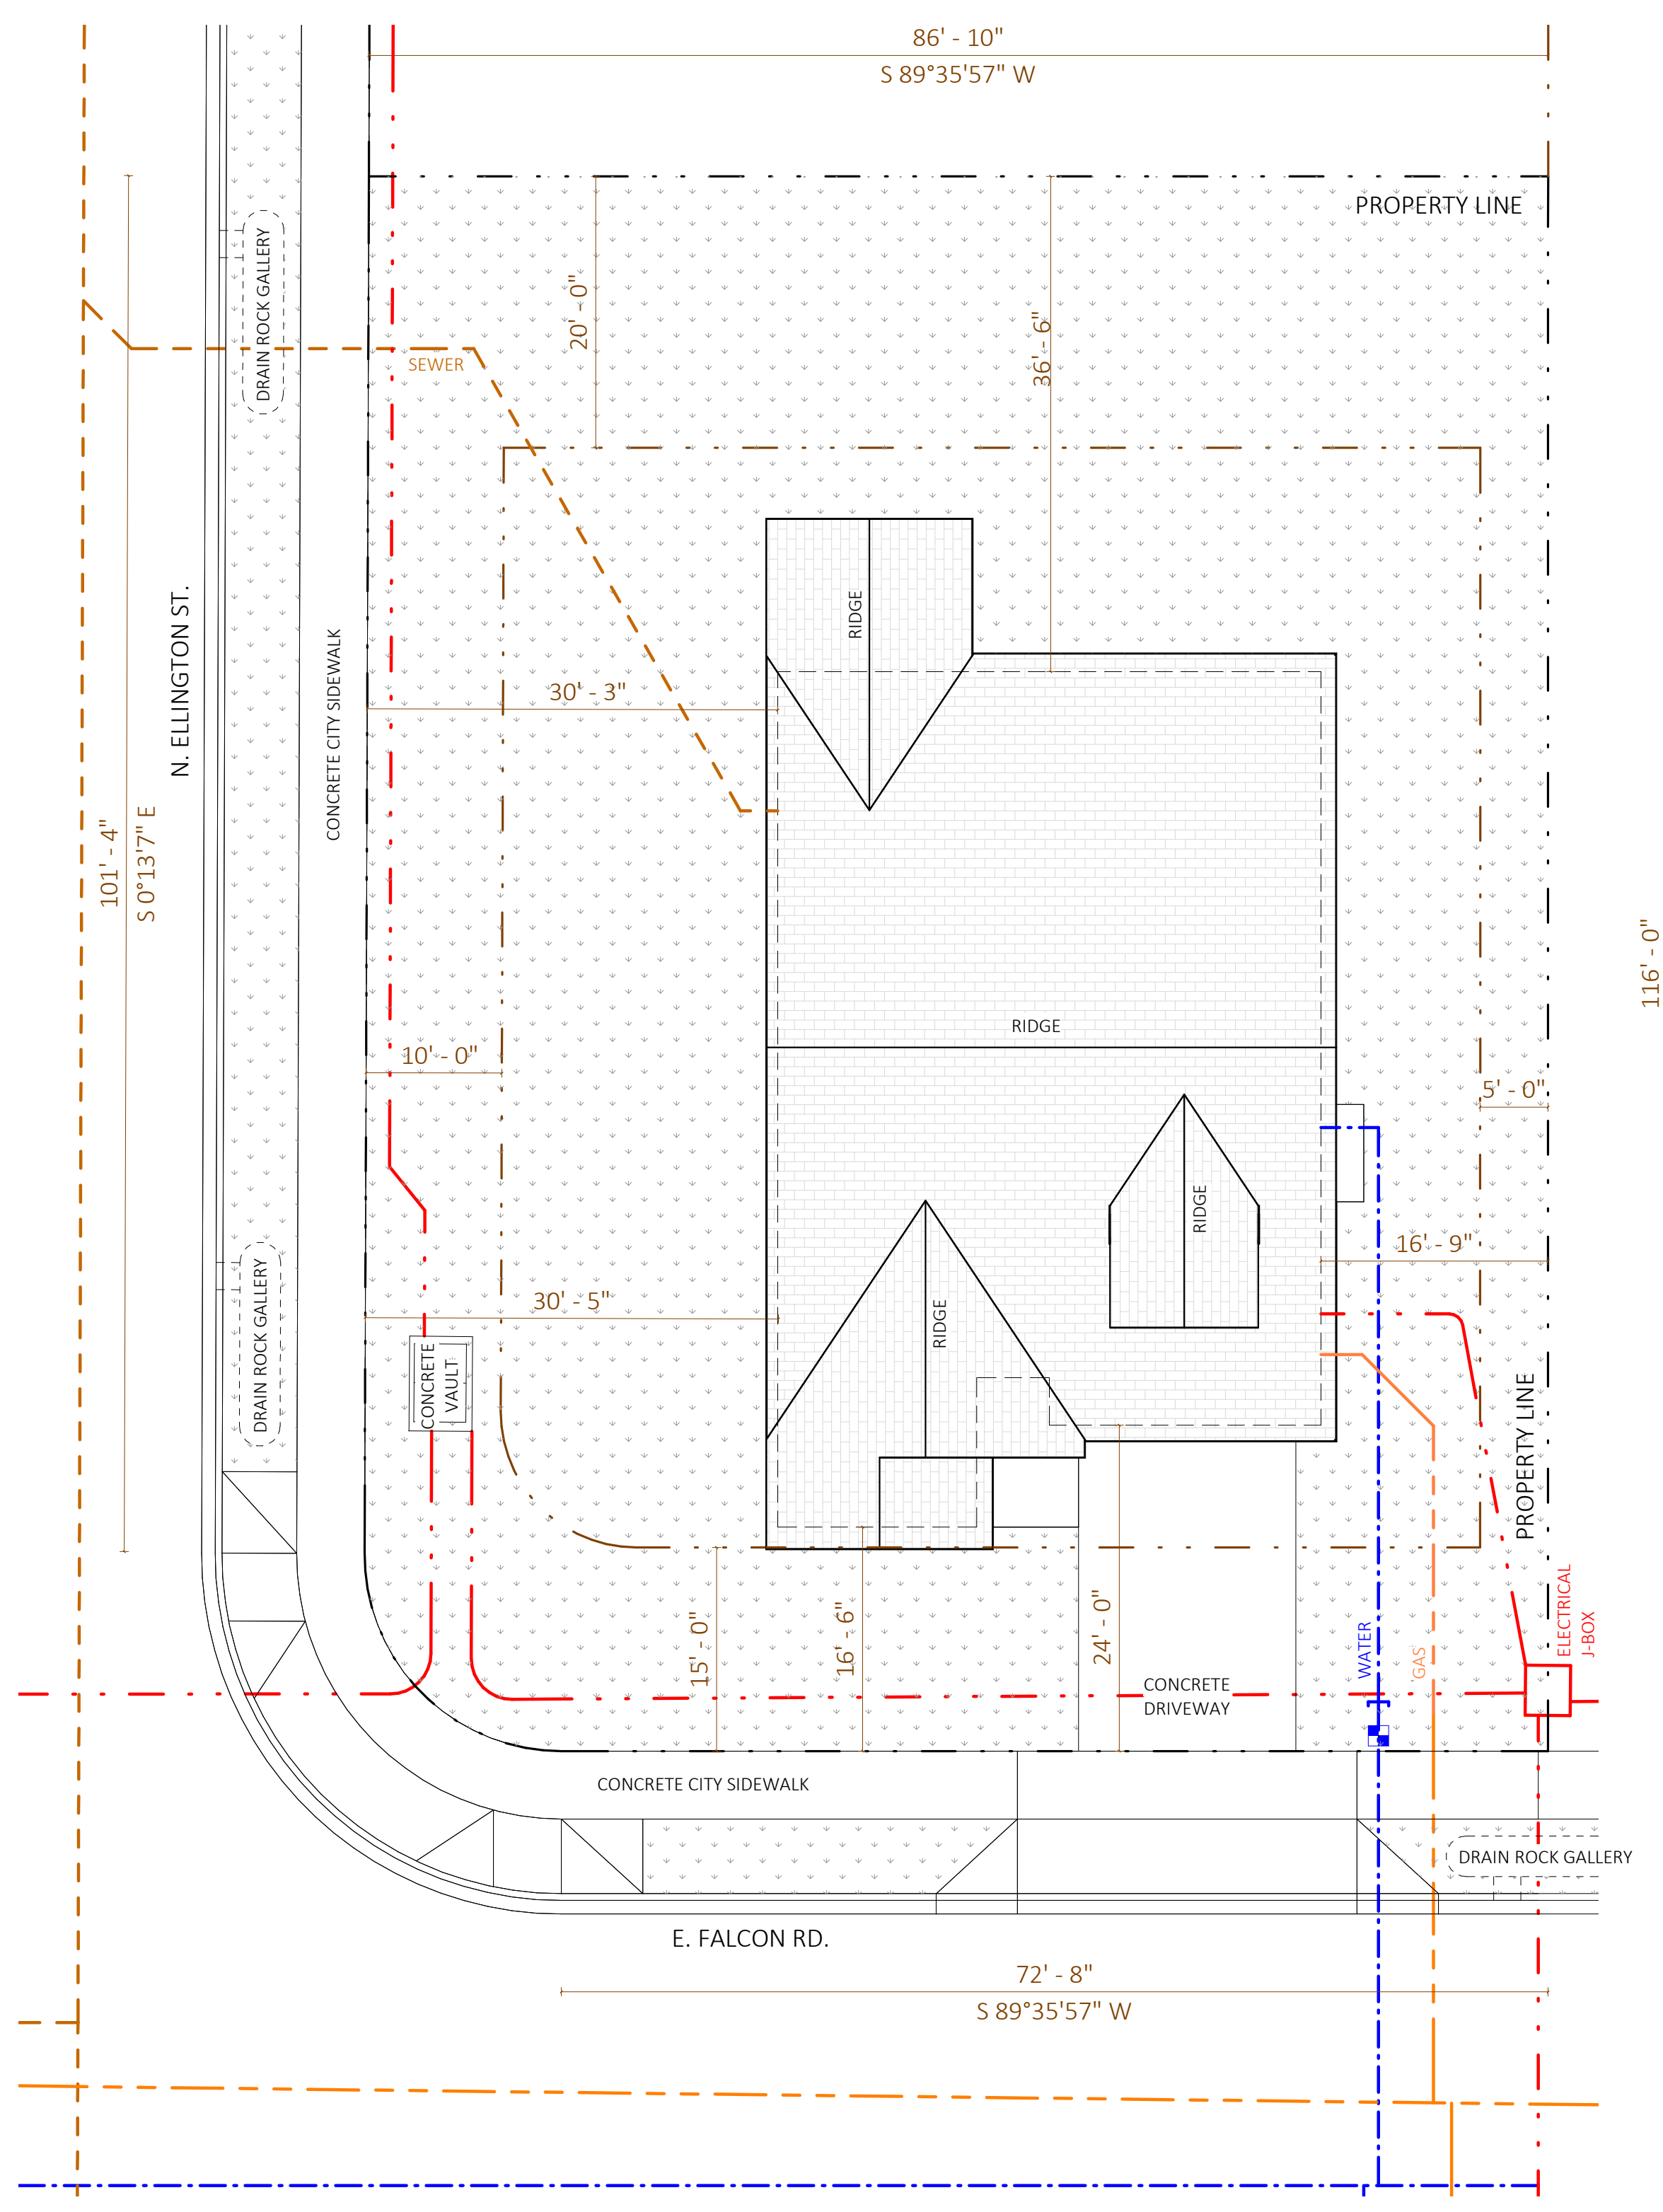 86' - 10"
S 89°35'57" W
PROPERTY LINE
DRAIN ROCK GALLERY
20' - 0"
36' - 6"
SEWER
N. ELLINGTON ST.
CONCRETE CITY SIDEWALK
RIDGE
30' - 3"
101' - 4"
S 0°13'7" E
116' - 0"
RIDGE
10' - 0"
5' - 0"
RIDGE
16' - 9"
30' - 5"
RIDGE
DRAIN ROCK GALLERY
CONCRETE
VAULT
PROPERTY LINE
15' - 0"
16' - 6"
24' - 0"
WATER
GAS
ELECTRICAL
J-BOX
CONCRETE
DRIVEWAY
CONCRETE CITY SIDEWALK
DRAIN ROCK GALLERY
E. FALCON RD.
72' - 8"
S 89°35'57" W